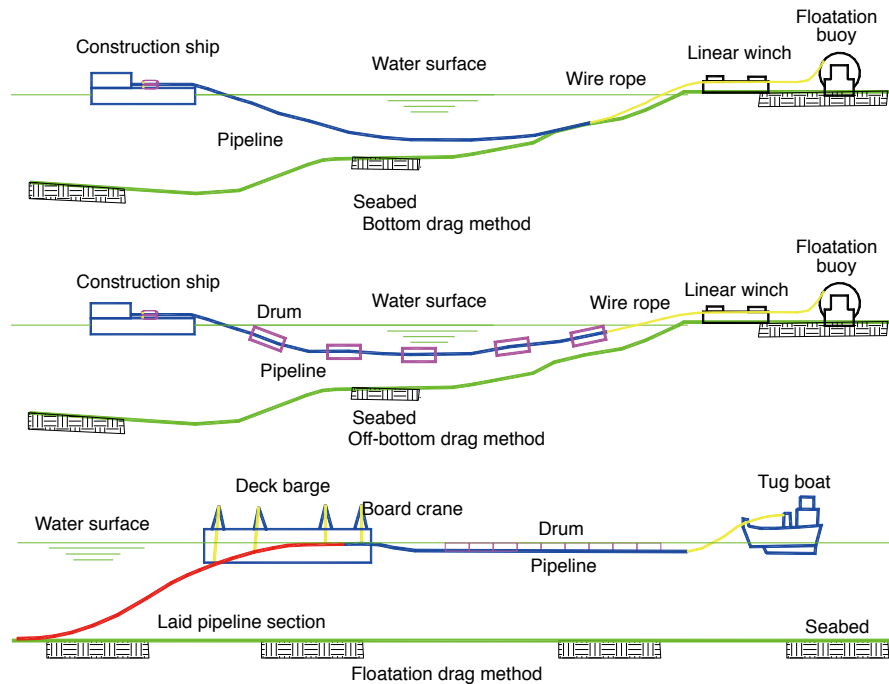 Construction ship
Water surface
Wire rope
Linear winch
Floatation
buoy
Pipeline
Seabed
Bottom drag method
Construction ship
Drum
Water surface
Wire rope
Linear winch
Floatation
buoy
Pipeline
Seabed
Off-bottom drag method
Deck barge
Board crane
Tug boat
Water surface
Drum
Pipeline
Laid pipeline section
Seabed
Floatation drag method